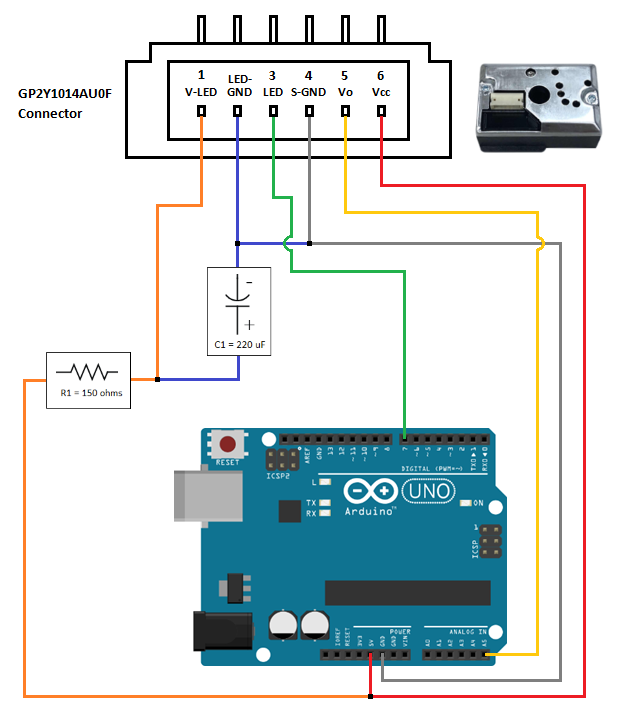 GP2Y1014AU0F
Connector
1
V-LED
LED-
GND
3
LED
4
S-GND
5
Vo
6
Vcc
-
+
C1 = 220 uF
R1 = 150 ohms
RESET
ICSP2
AREF
GND
13
12
~11
~10
~9
8
7
~6
~5
4
~3
2
TXD▶1
RXD◀0
DIGITAL (PWM~)
L
TX
RX
Arduino™
UNO
ON
1
ICSP
POWER
ANALOG IN
IOREF
RESET
3V3
5V
GND
GND
VIN
A0
A1
A2
A3
A4
A5